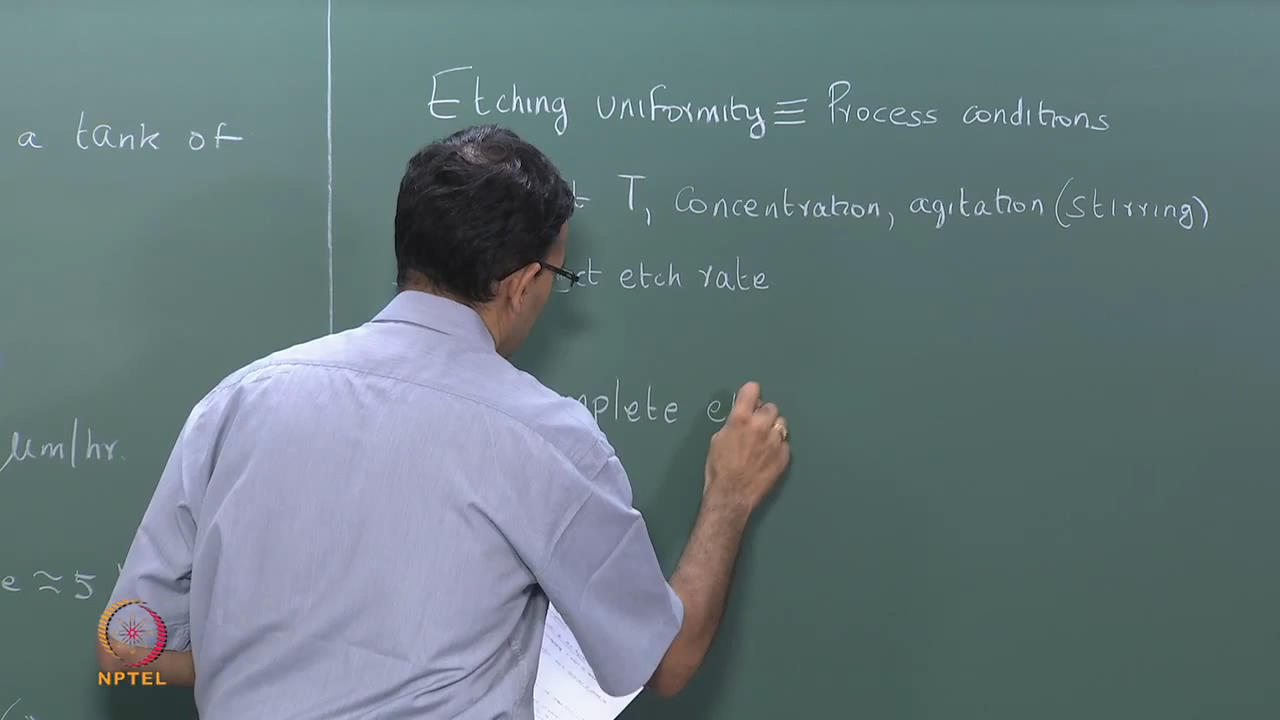 a tank of
μm/hr.
≈ 5
Etching uniformity ≡ Process conditions
T, concentration, agitation (stirring)
etch rate
NPTEL